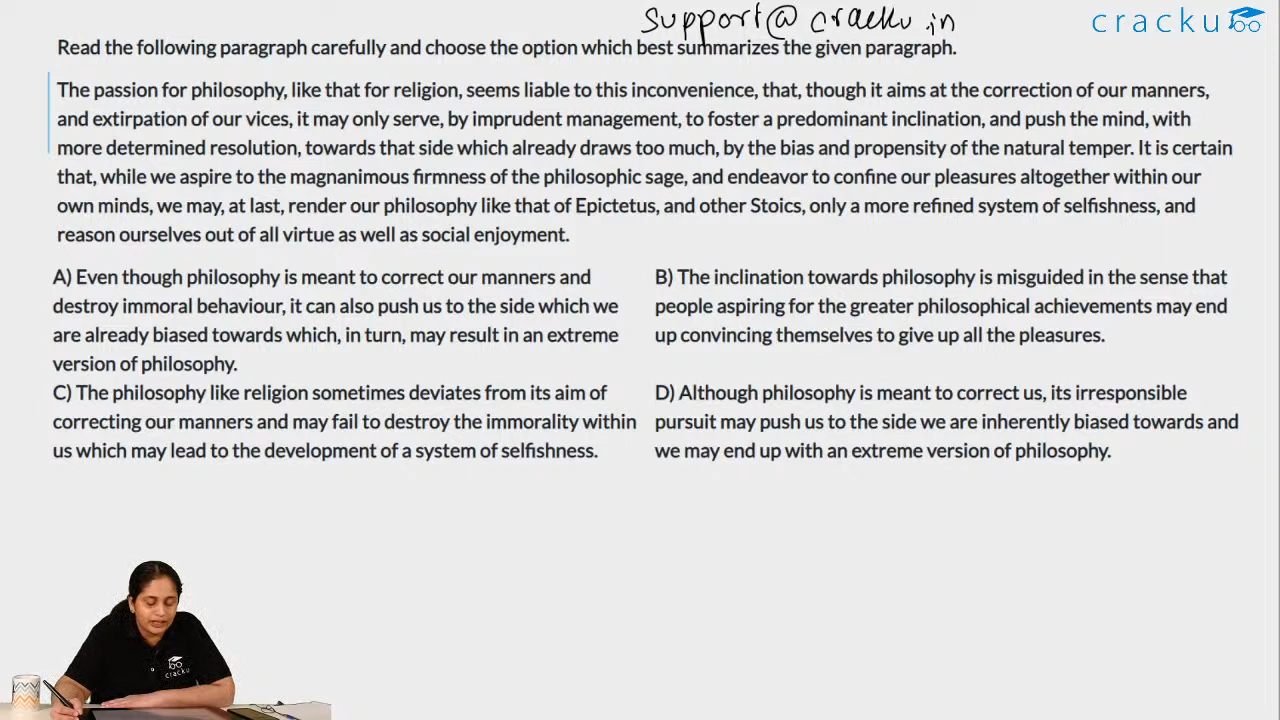 support@cracku.in
cracku
Read the following paragraph carefully and choose the option which best summarizes the given paragraph.
The passion for philosophy, like that for religion, seems liable to this inconvenience, that, though it aims at the correction of our manners,
and extirpation of our vices, it may only serve, by imprudent management, to foster a predominant inclination, and push the mind, with
more determined resolution, towards that side which already draws too much, by the bias and propensity of the natural temper. It is certain
that, while we aspire to the magnanimous firmness of the philosophic sage, and endeavor to confine our pleasures altogether within our
own minds, we may, at last, render our philosophy like that of Epictetus, and other Stoics, only a more refined system of selfishness, and
reason ourselves out of all virtue as well as social enjoyment.
A) Even though philosophy is meant to correct our manners and
destroy immoral behaviour, it can also push us to the side which we
are already biased towards which, in turn, may result in an extreme
version of philosophy.
B) The inclination towards philosophy is misguided in the sense that
people aspiring for the greater philosophical achievements may end
up convincing themselves to give up all the pleasures.
C) The philosophy like religion sometimes deviates from its aim of
correcting our manners and may fail to destroy the immorality within
us which may lead to the development of a system of selfishness.
D) Although philosophy is meant to correct us, its irresponsible
pursuit may push us to the side we are inherently biased towards and
we may end up with an extreme version of philosophy.
cracku